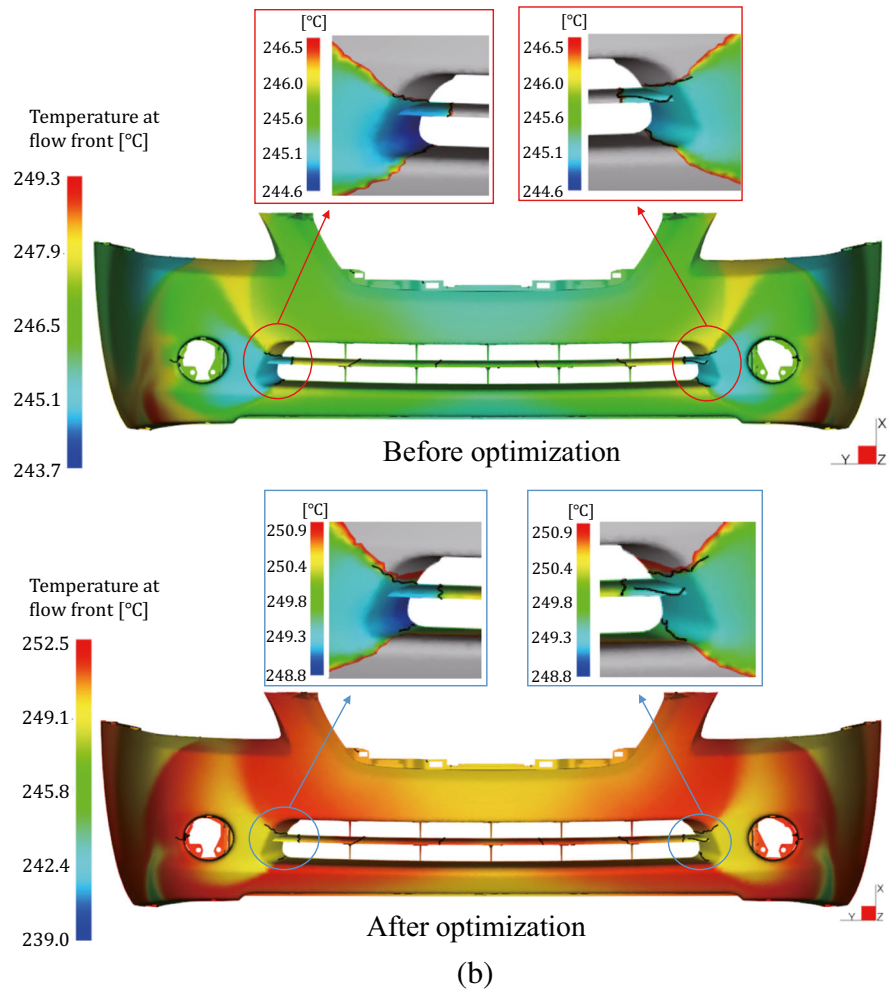 [°C]
246.5
246.0
245.6
245.1
244.6
[°C]
246.5
246.0
245.6
245.1
244.6
Temperature at
flow front [°C]
249.3
247.9
246.5
245.1
243.7
Before optimization
X
Y
Z
[°C]
250.9
250.4
249.8
249.3
248.8
[°C]
250.9
250.4
249.8
249.3
248.8
Temperature at
flow front [°C]
252.5
249.1
245.8
242.4
239.0
After optimization
X
Y
Z
(b)